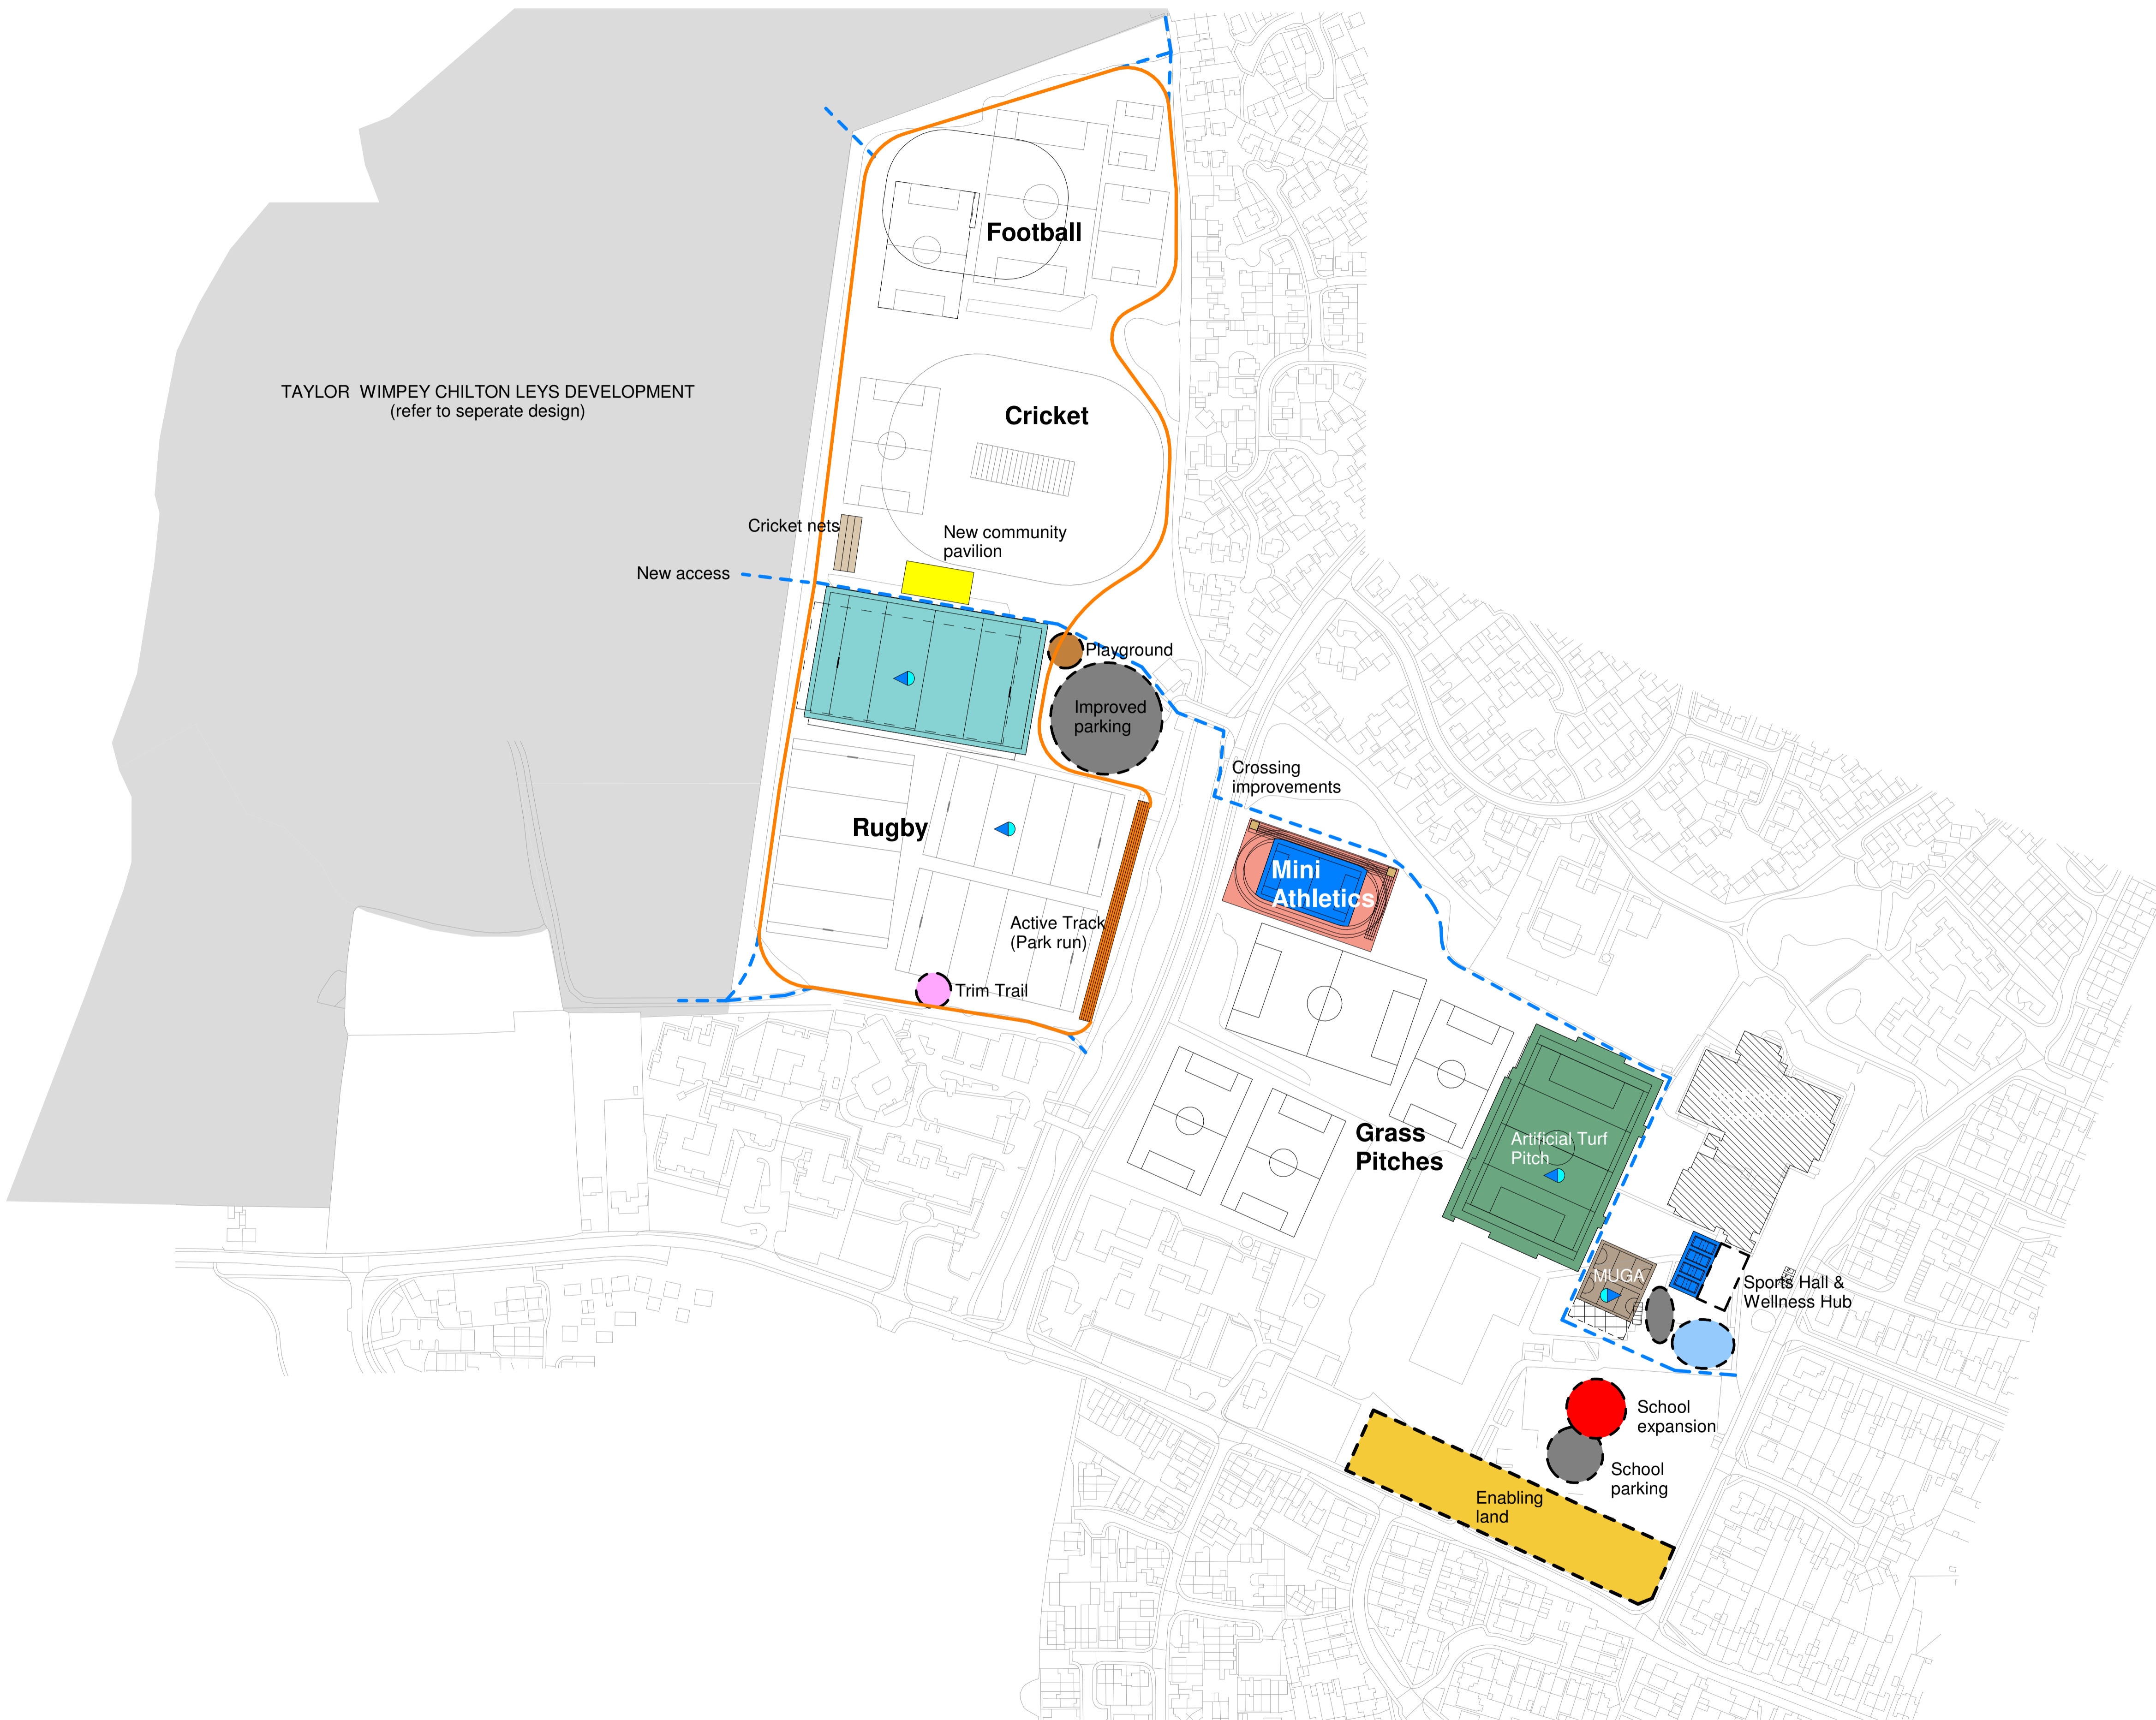 Football
TAYLOR  WIMPEY CHILTON LEYS DEVELOPMENT
(refer to seperate design)
Cricket
Cricket nets
New community
pavilion
New access
Playground
Improved
parking
Crossing
improvements
Rugby
Mini
Athletics
Active Track
(Park run)
Trim Trail
Grass
Pitches
Artificial Turf
Pitch
MUGA
Sports Hall &
Wellness Hub
School
expansion
School
parking
Enabling
land